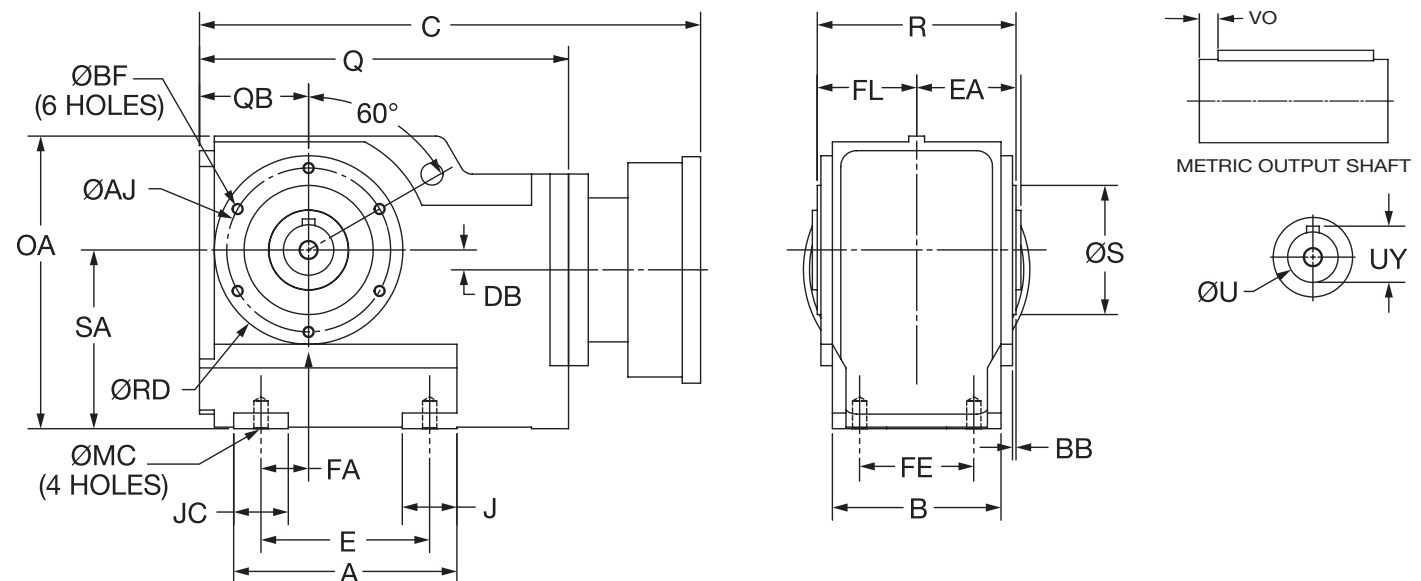 C
Q
ØBF
(6 HOLES)
QB
60°
ØAJ
OA
SA
DB
ØRD
ØMC
(4 HOLES)
FA
JC
J
E
A
R
FL
EA
ØS
BB
FE
B
VO
METRIC OUTPUT SHAFT
UY
ØU